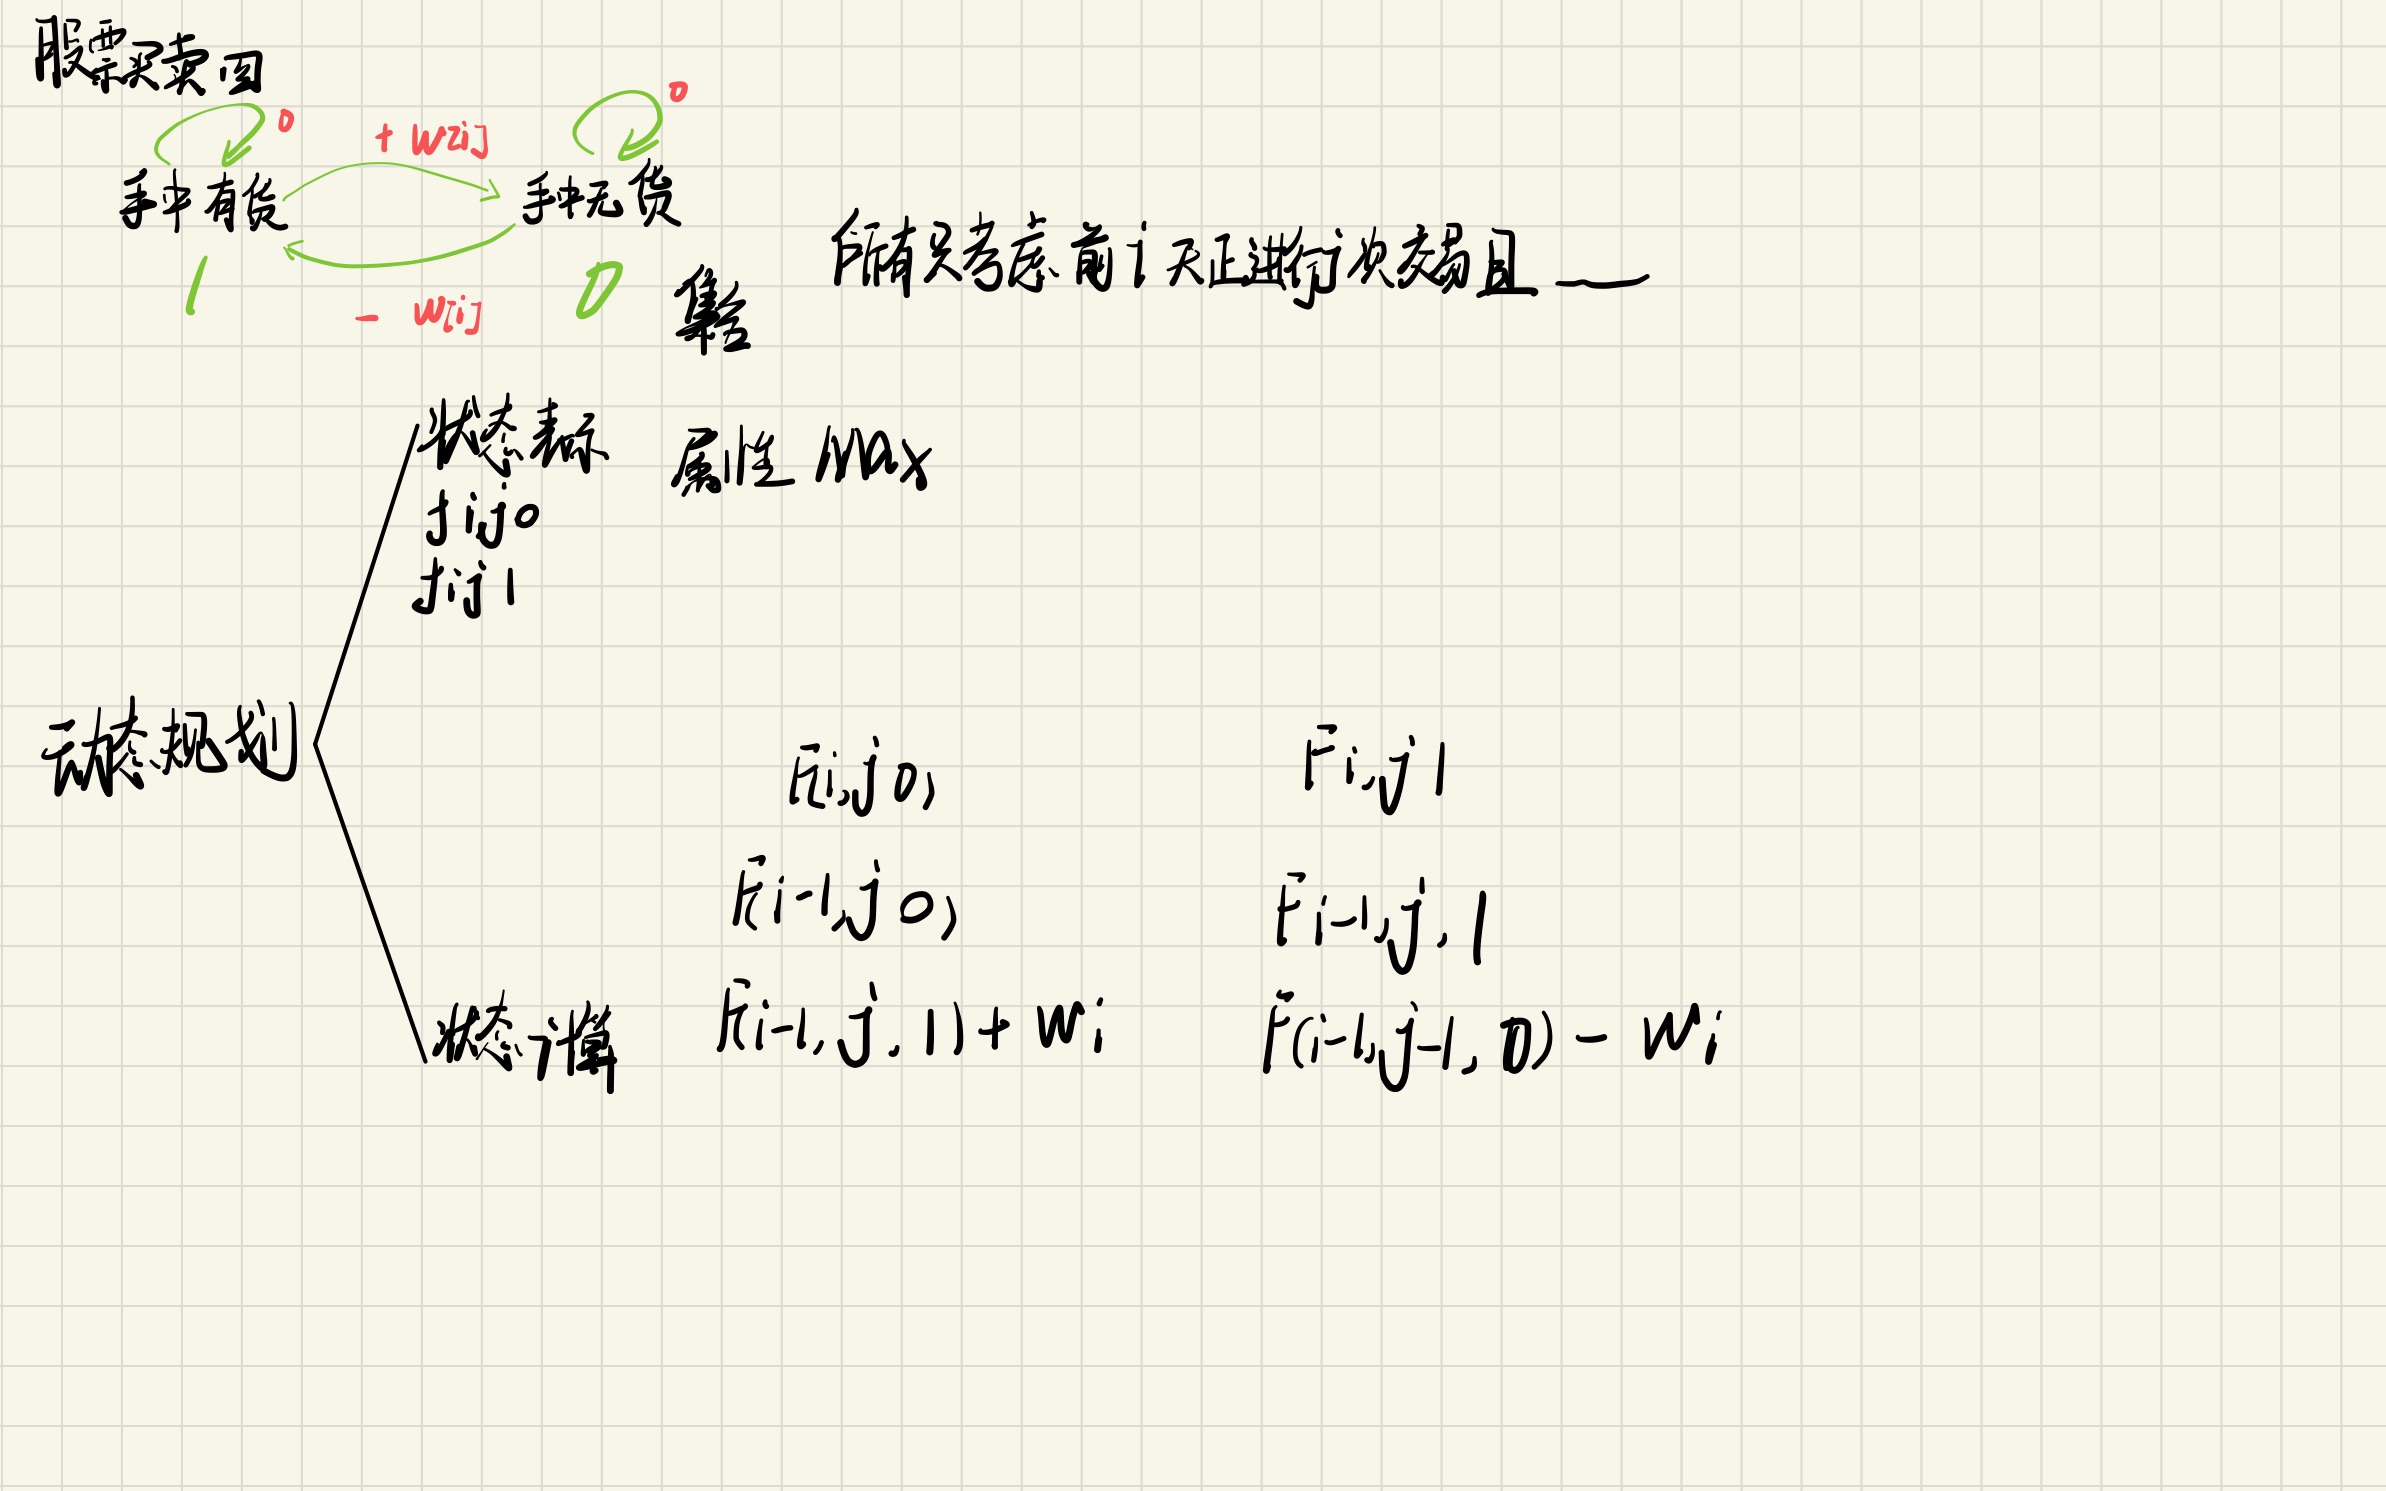 股票买卖四
0
+ w[i]
0
手中有货
手中无货
1
- w[i]
0
集合
所有只考虑前 i 天正进行 j 次交易且 ——
状态表示
属性 Max
f i j 0
f i j 1
动态规划
F(i, j 0)
F i, j 1
F(i-1, j 0)
F i-1, j, 1
状态计算
F(i-1, j, 1) + Wi
F(i-1, j-1, 0) - Wi